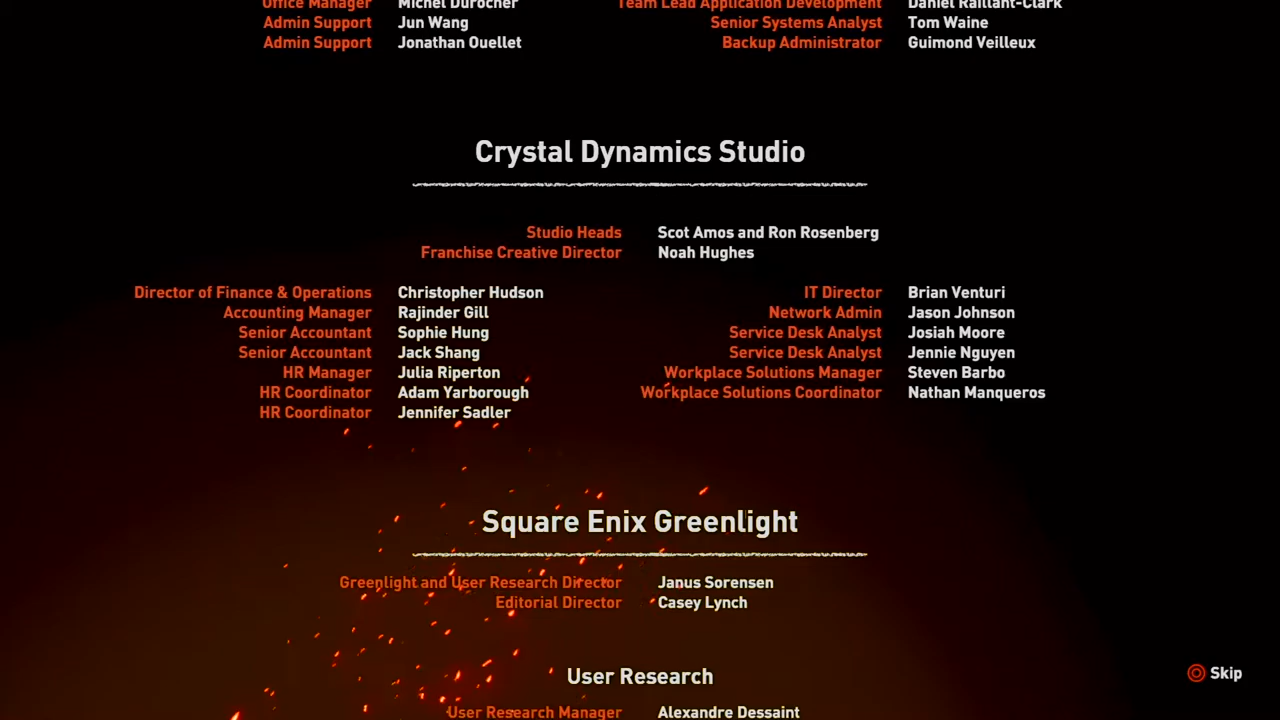 Office Manager Michel Durocher Team Lead Application Development Daniel Raillant-Clark
Admin Support Jun Wang Senior Systems Analyst Tom Waine
Admin Support Jonathan Ouellet Backup Administrator Guimond Veilleux
Crystal Dynamics Studio
Studio Heads Scot Amos and Ron Rosenberg
Franchise Creative Director Noah Hughes
Director of Finance & Operations Christopher Hudson IT Director Brian Venturi
Accounting Manager Rajinder Gill Network Admin Jason Johnson
Senior Accountant Sophie Hung Service Desk Analyst Josiah Moore
Senior Accountant Jack Shang Service Desk Analyst Jennie Nguyen
HR Manager Julia Riperton Workplace Solutions Manager Steven Barbo
HR Coordinator Adam Yarborough Workplace Solutions Coordinator Nathan Manqueros
HR Coordinator Jennifer Sadler
Square Enix Greenlight
Greenlight and User Research Director Janus Sorensen
Editorial Director Casey Lynch
User Research
Skip
User Research Manager Alexandre Dessaint